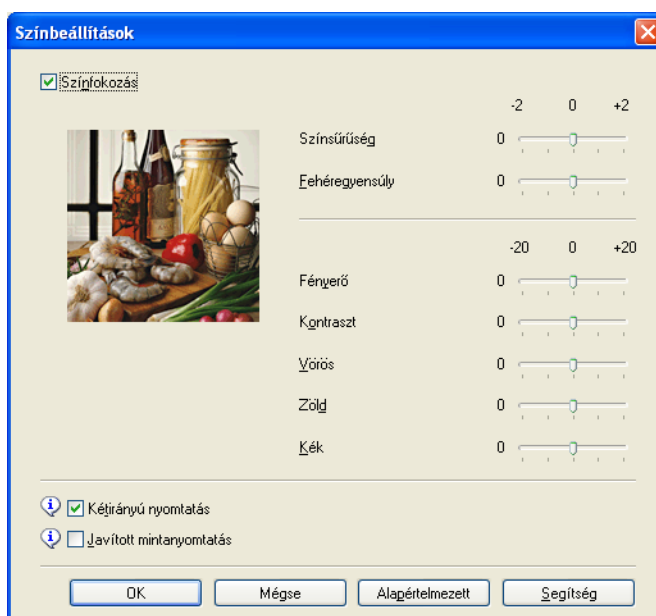 Színbeállítások
Színfokozás
-2 0 +2
Színsűrűség 0
Fehéregyensúly 0
-20 0 +20
Fényerő 0
Kontraszt 0
Vörös 0
Zöld 0
Kék 0
Kétirányú nyomtatás
Javított mintanyomtatás
OK Mégse Alapértelmezett Segítség